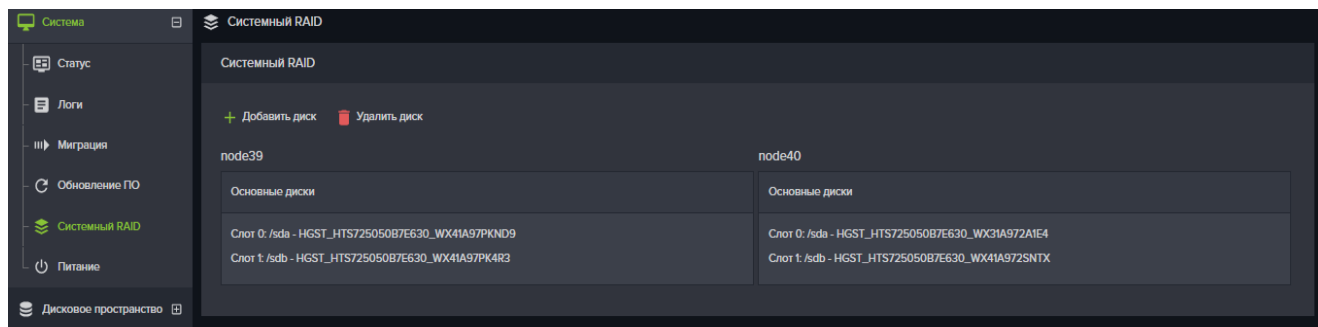 Система
Статус
Логи
Миграция
Обновление ПО
Системный RAID
Питание
Дисковое пространство
Системный RAID
Системный RAID
Добавить диск Удалить диск
node39
Основные диски
Слот 0: /sda - HGST_HTS725050B7E630_WX41A97PKND9
Слот 1: /sdb - HGST_HTS725050B7E630_WX41A97PK4R3
node40
Основные диски
Слот 0: /sda - HGST_HTS725050B7E630_WX31A972A1E4
Слот 1: /sdb - HGST_HTS725050B7E630_WX41A972SNTX